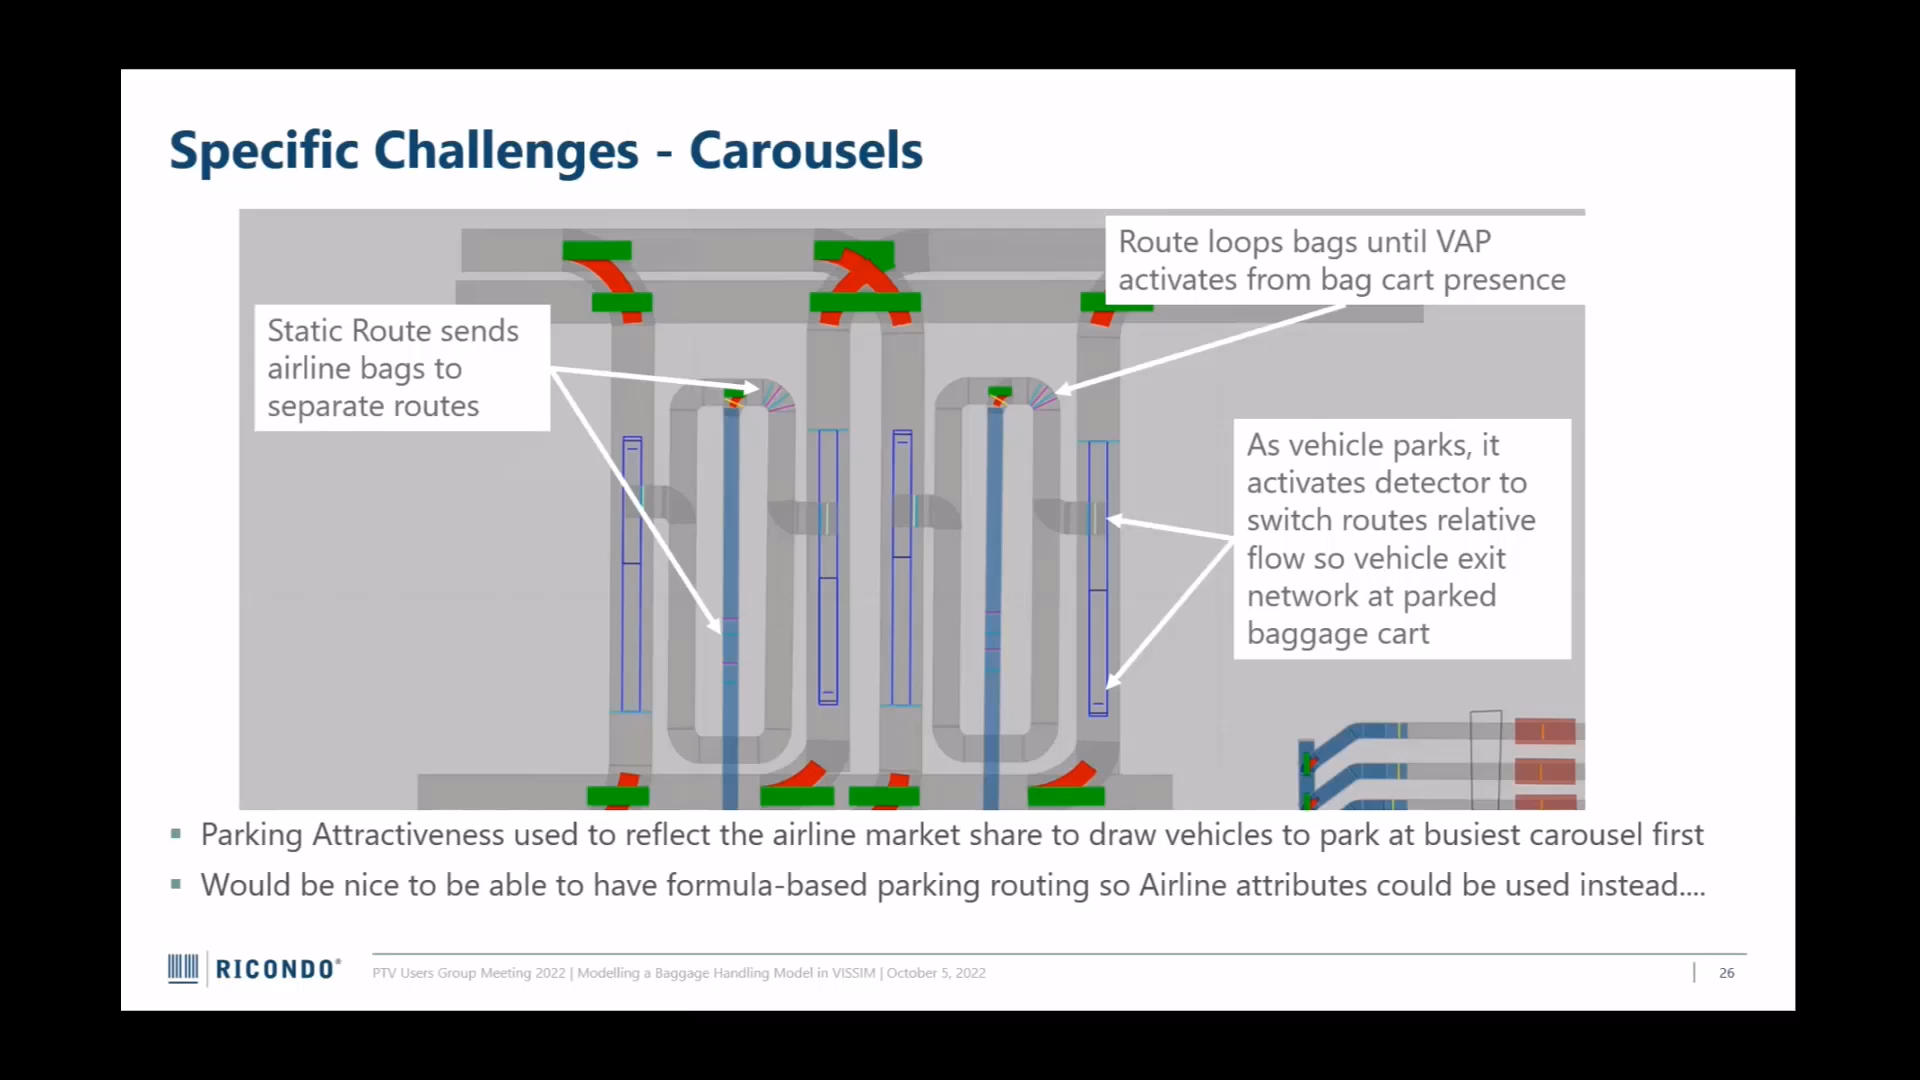 Specific Challenges - Carousels
Route loops bags until VAP
activates from bag cart presence
Static Route sends
airline bags to
separate routes
As vehicle parks, it
activates detector to
switch routes relative
flow so vehicle exit
network at parked
baggage cart
Parking Attractiveness used to reflect the airline market share to draw vehicles to park at busiest carousel first
Would be nice to be able to have formula-based parking routing so Airline attributes could be used instead....
RICONDO®
PTV Users Group Meeting 2022 | Modelling a Baggage Handling Model in VISSIM | October 5, 2022
26